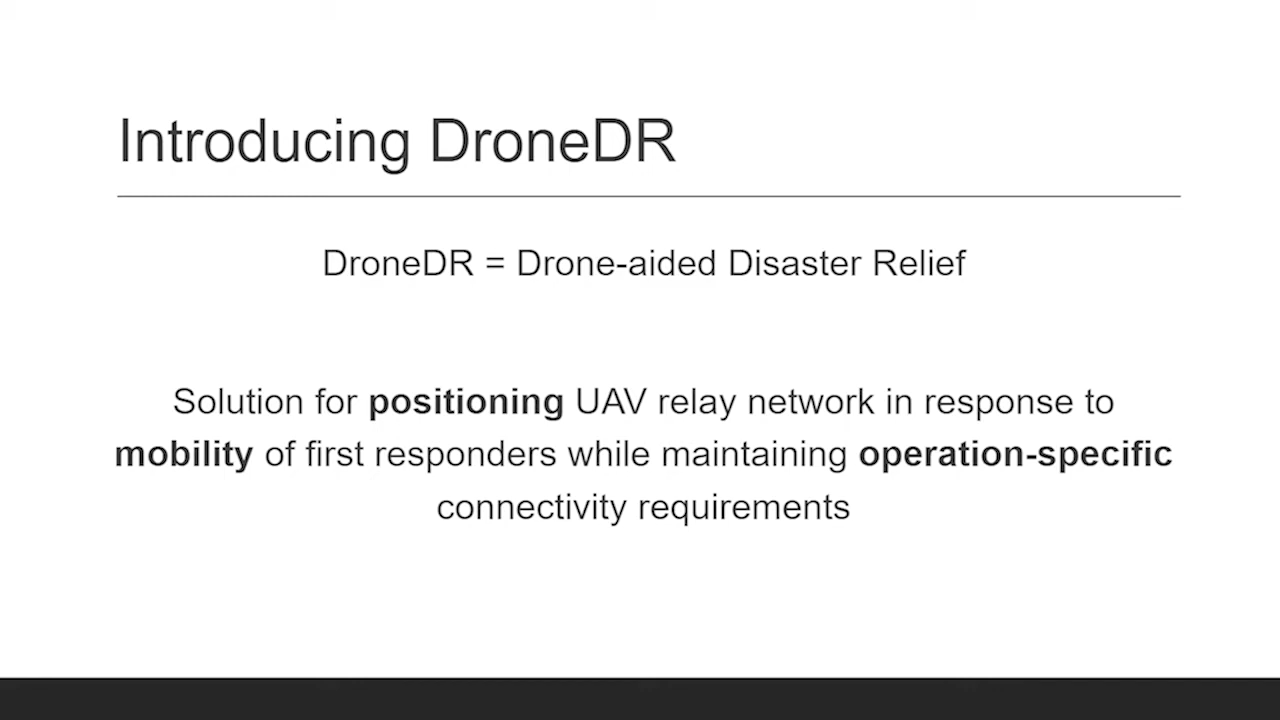 Introducing DroneDR
DroneDR = Drone-aided Disaster Relief
Solution for positioning UAV relay network in response to
mobility of first responders while maintaining operation-specific
connectivity requirements